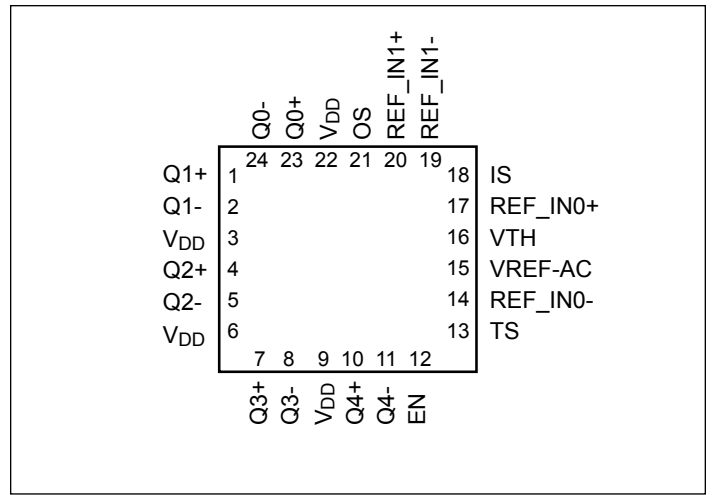 Q0- Q0+ VDD OS REF_IN1+ REF_IN1-
24 23 22 21 20 19
Q1+ 1 18 IS
Q1- 2 17 REF_IN0+
VDD 3 16 VTH
Q2+ 4 15 VREF-AC
Q2- 5 14 REF_IN0-
VDD 6 13 TS
7 8 9 10 11 12
Q3+ Q3- VDD Q4+ Q4- EN